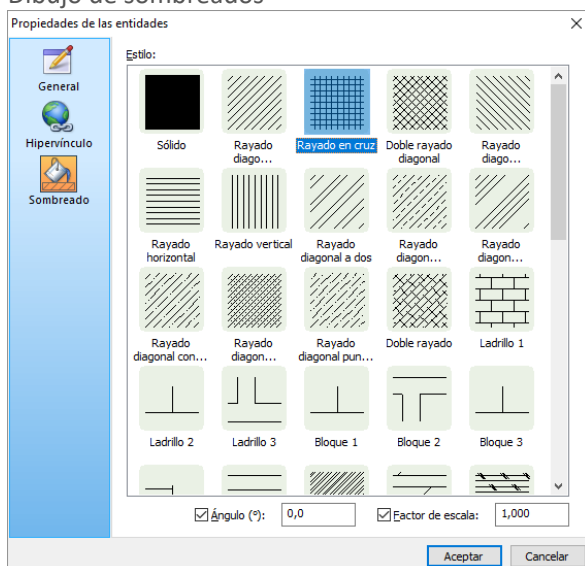 Dibujo de sombreados
Propiedades de las entidades
General
Hipervínculo
Sombreado
Estilo:
Sólido
Rayado diago...
Rayado en cruz
Doble rayado diagonal
Rayado diago...
Rayado horizontal
Rayado vertical
Rayado diagonal a dos
Rayado diagon...
Rayado diagon...
Rayado diagonal con...
Rayado diagon...
Rayado diagonal pun...
Doble rayado
Ladrillo 1
Ladrillo 2
Ladrillo 3
Bloque 1
Bloque 2
Bloque 3
Ángulo (°):
0,0
Factor de escala:
1,000
Aceptar
Cancelar